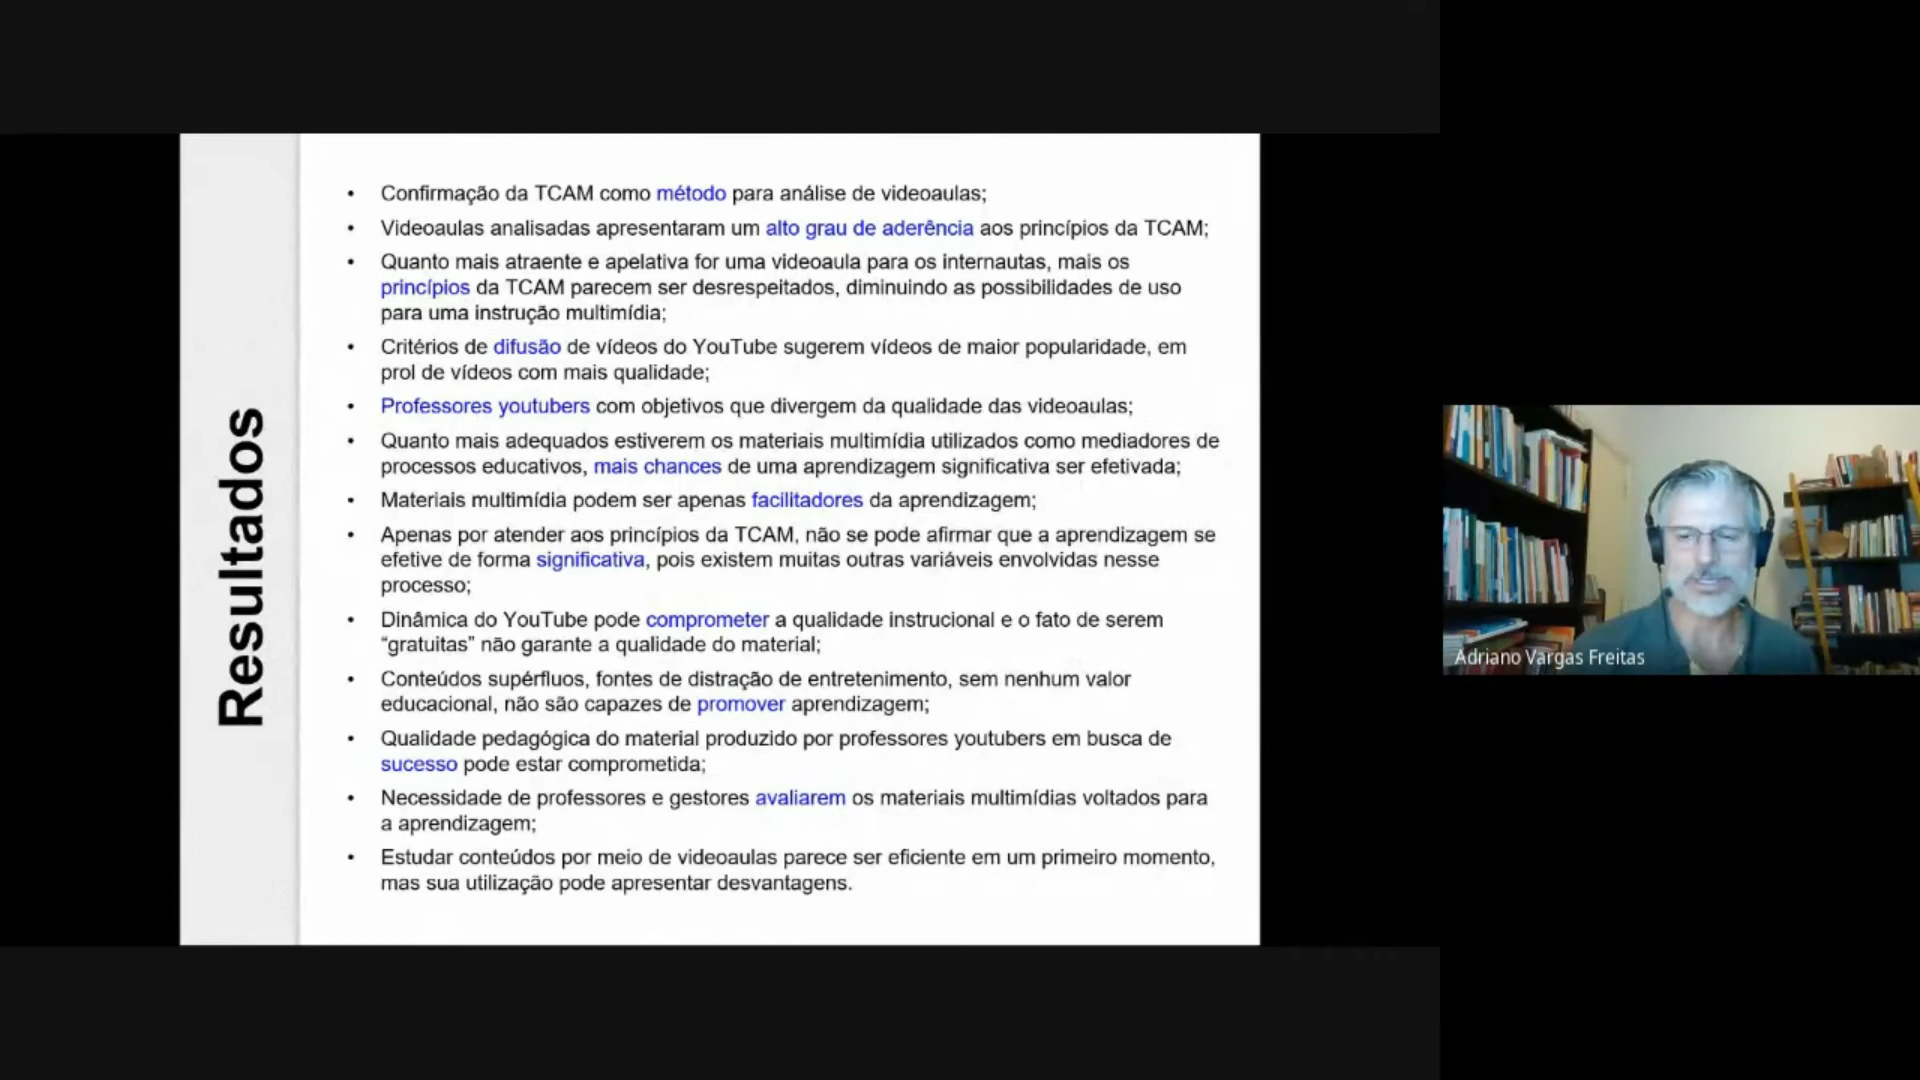 Resultados
• Confirmação da TCAM como método para análise de videoaulas;
• Videoaulas analisadas apresentaram um alto grau de aderência aos princípios da TCAM;
• Quanto mais atraente e apelativa for uma videoaula para os internautas, mais os
princípios da TCAM parecem ser desrespeitados, diminuindo as possibilidades de uso
para uma instrução multimídia;
• Critérios de difusão de vídeos do YouTube sugerem vídeos de maior popularidade, em
prol de vídeos com mais qualidade;
• Professores youtubers com objetivos que divergem da qualidade das videoaulas;
• Quanto mais adequados estiverem os materiais multimídia utilizados como mediadores de
processos educativos, mais chances de uma aprendizagem significativa ser efetivada;
• Materiais multimídia podem ser apenas facilitadores da aprendizagem;
• Apenas por atender aos princípios da TCAM, não se pode afirmar que a aprendizagem se
efetive de forma significativa, pois existem muitas outras variáveis envolvidas nesse
processo;
• Dinâmica do YouTube pode comprometer a qualidade instrucional e o fato de serem
“gratuitas” não garante a qualidade do material;
• Conteúdos supérfluos, fontes de distração de entretenimento, sem nenhum valor
educacional, não são capazes de promover aprendizagem;
• Qualidade pedagógica do material produzido por professores youtubers em busca de
sucesso pode estar comprometida;
• Necessidade de professores e gestores avaliarem os materiais multimídias voltados para
a aprendizagem;
• Estudar conteúdos por meio de videoaulas parece ser eficiente em um primeiro momento,
mas sua utilização pode apresentar desvantagens.
Adriano Vargas Freitas